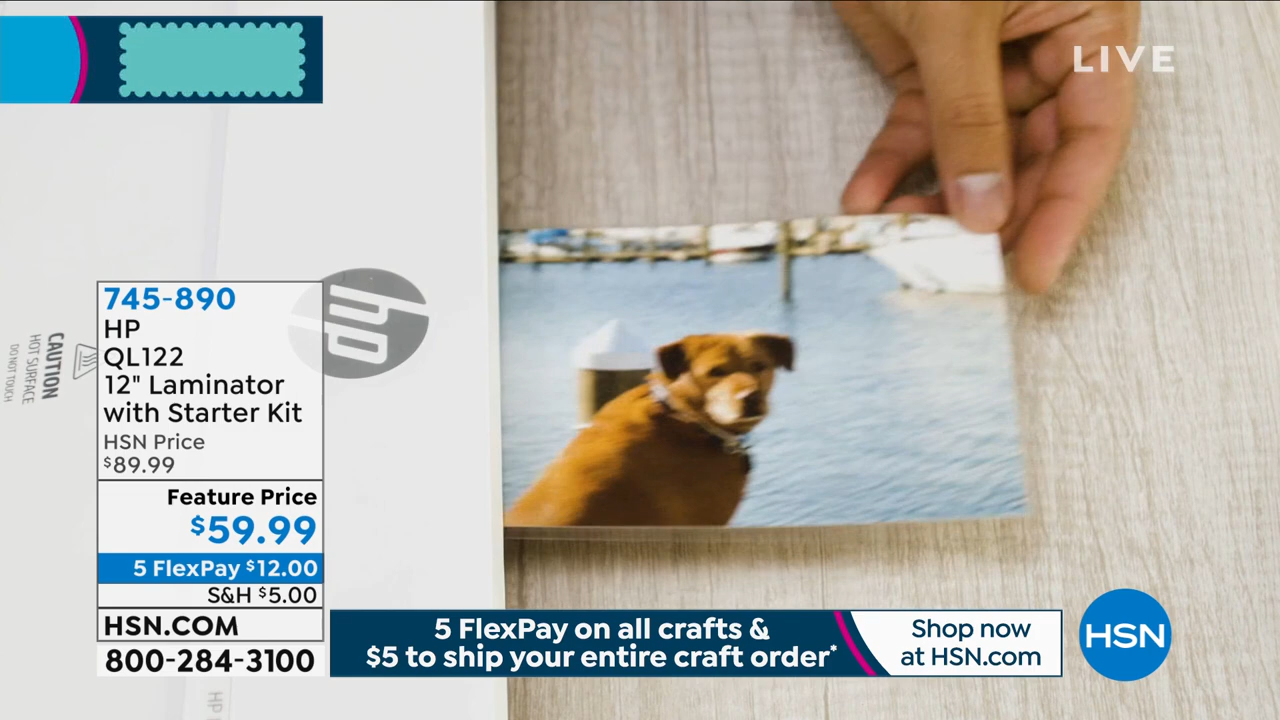 LIVE
745-890
HP
QL122
12" Laminator
with Starter Kit
HSN Price
$89.99
Feature Price
$59.99
5 FlexPay $12.00
S&H $5.00
HSN.COM
800-284-3100
hp
CAUTION
HOT SURFACE
DO NOT TOUCH
HP
5 FlexPay on all crafts &
$5 to ship your entire craft order*
Shop now
at HSN.com
HSN